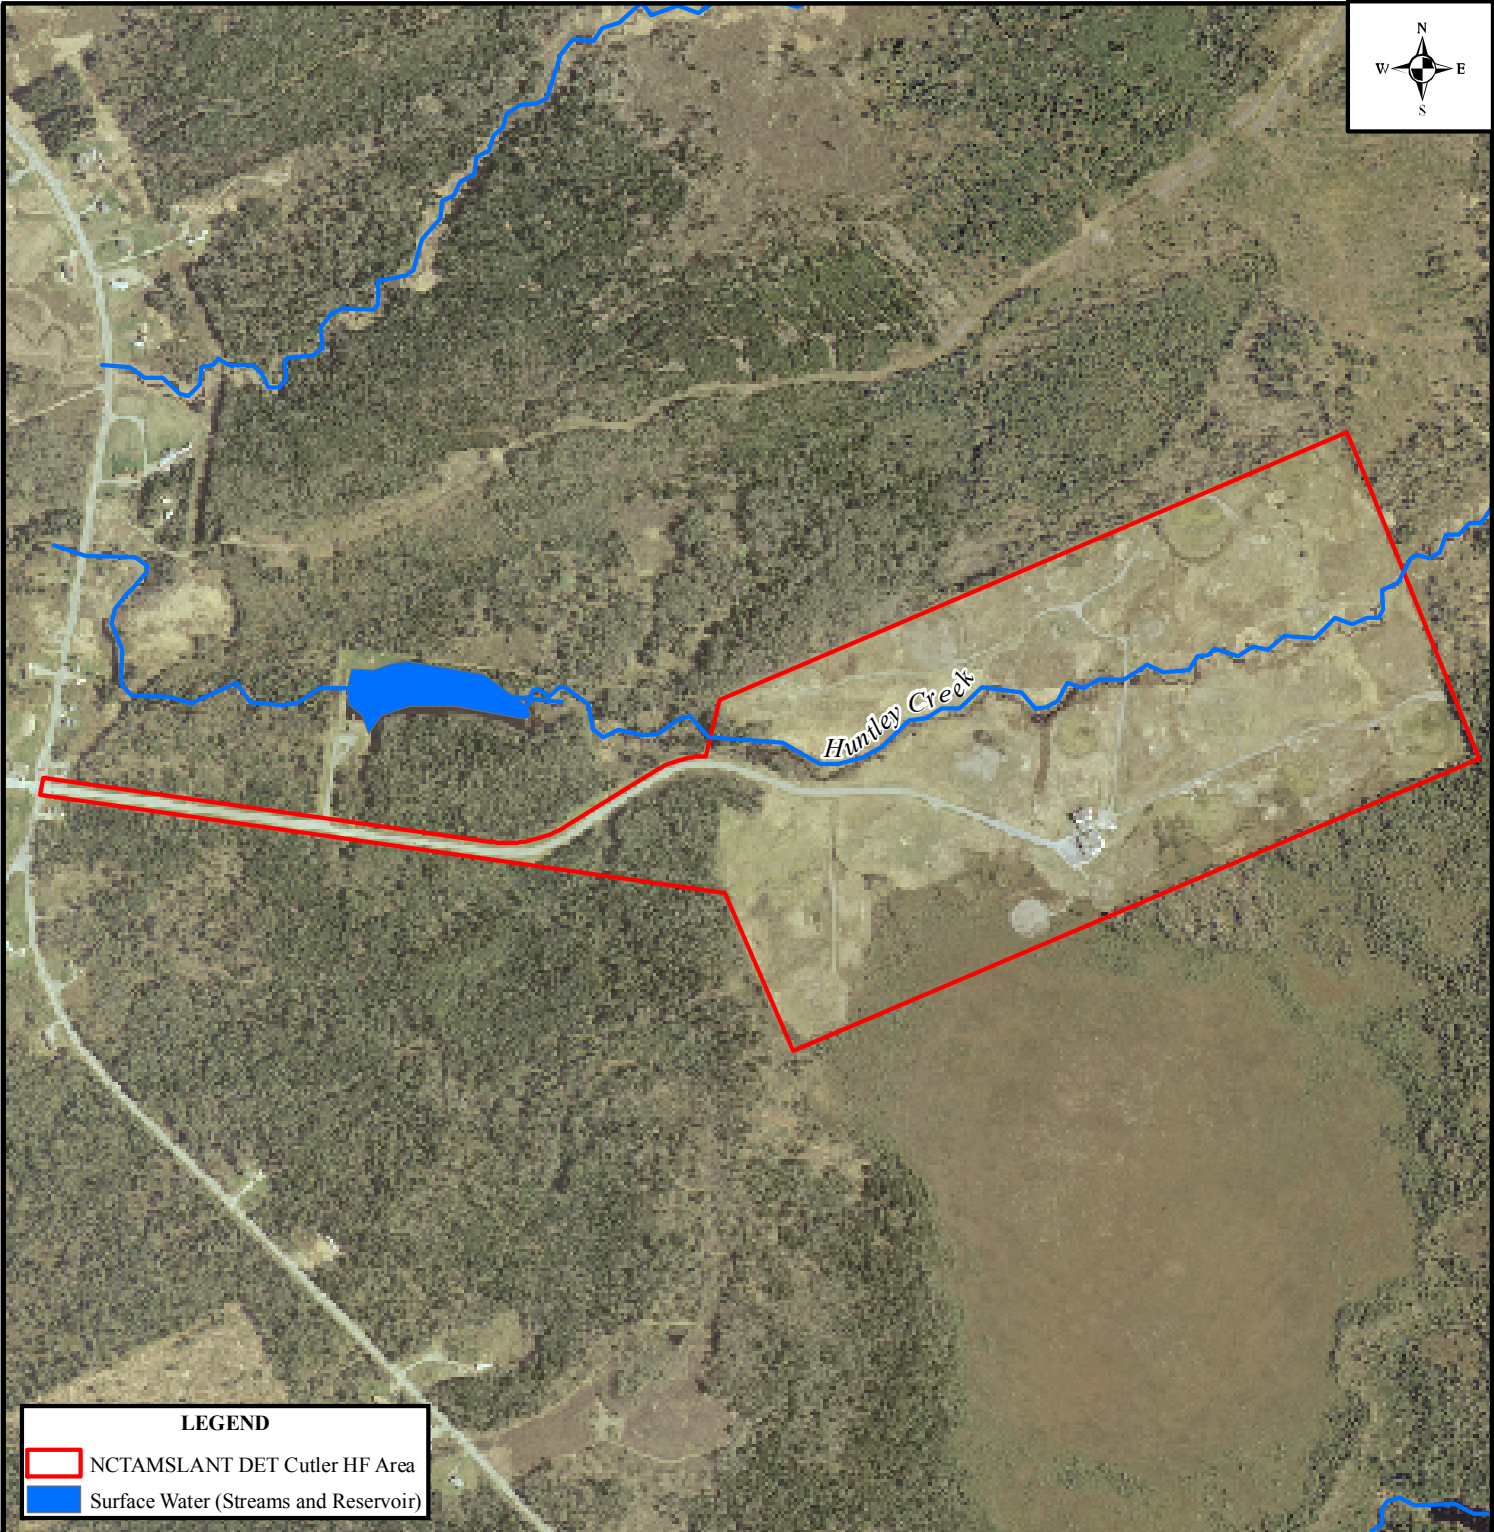 N
W E
S
Huntley Creek
LEGEND
NCTAMSLANT DET Cutler HF Area
Surface Water (Streams and Reservoir)